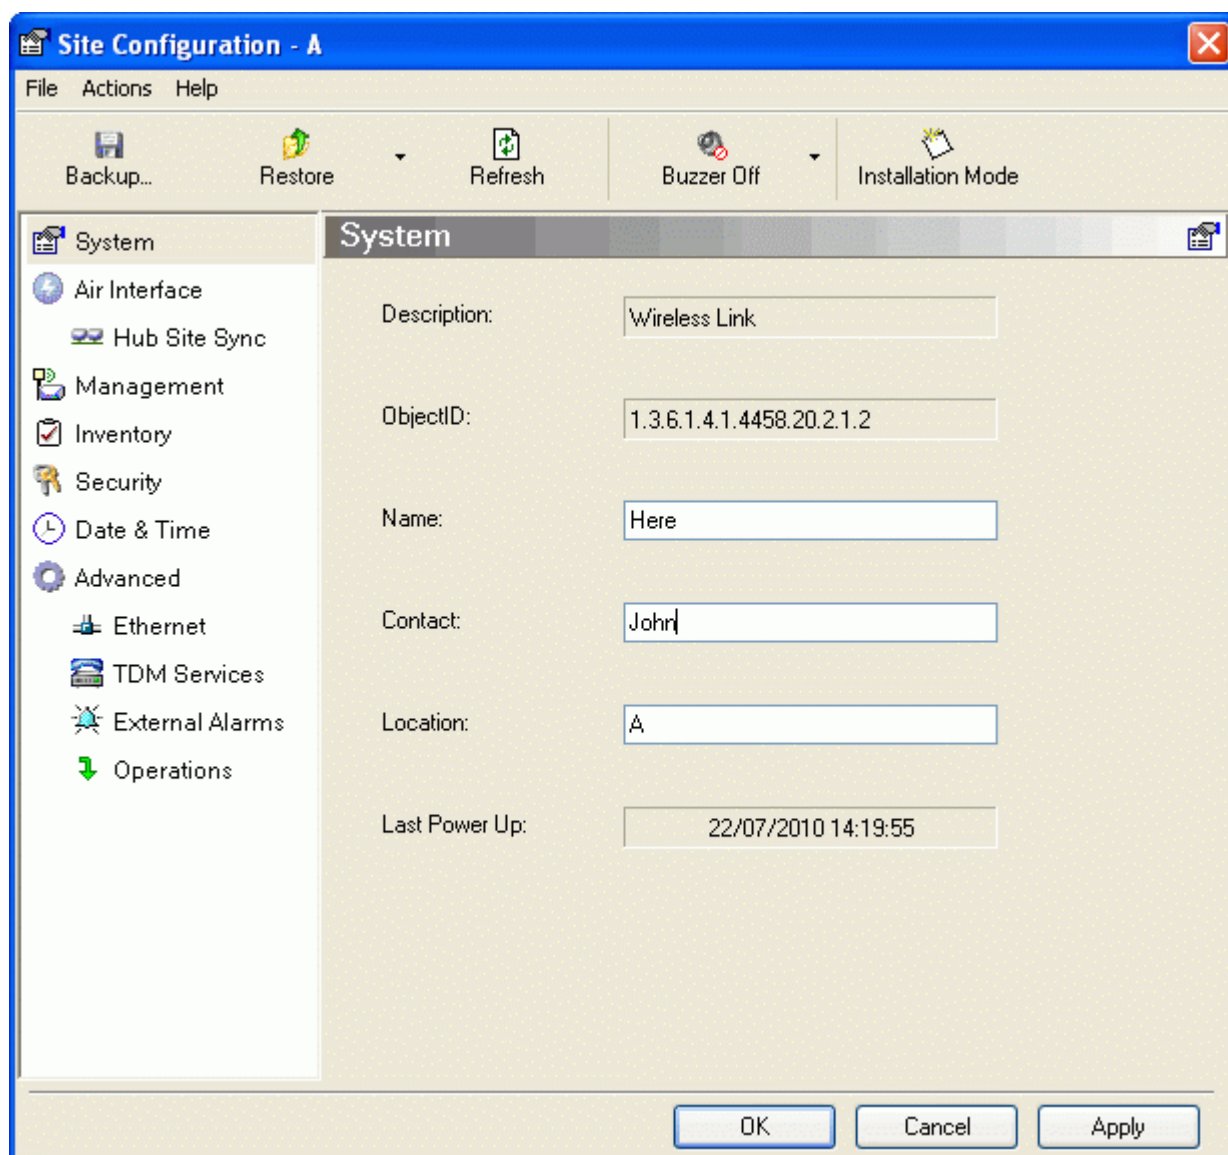 Site Configuration - A
File Actions Help
Backup... Restore Refresh Buzzer Off Installation Mode
System
Air Interface
Hub Site Sync
Management
Inventory
Security
Date & Time
Advanced
Ethernet
TDM Services
External Alarms
Operations
System
Description: Wireless Link
ObjectID: 1.3.6.1.4.1.4458.20.2.1.2
Name: Here
Contact: John
Location: A
Last Power Up: 22/07/2010 14:19:55
OK Cancel Apply